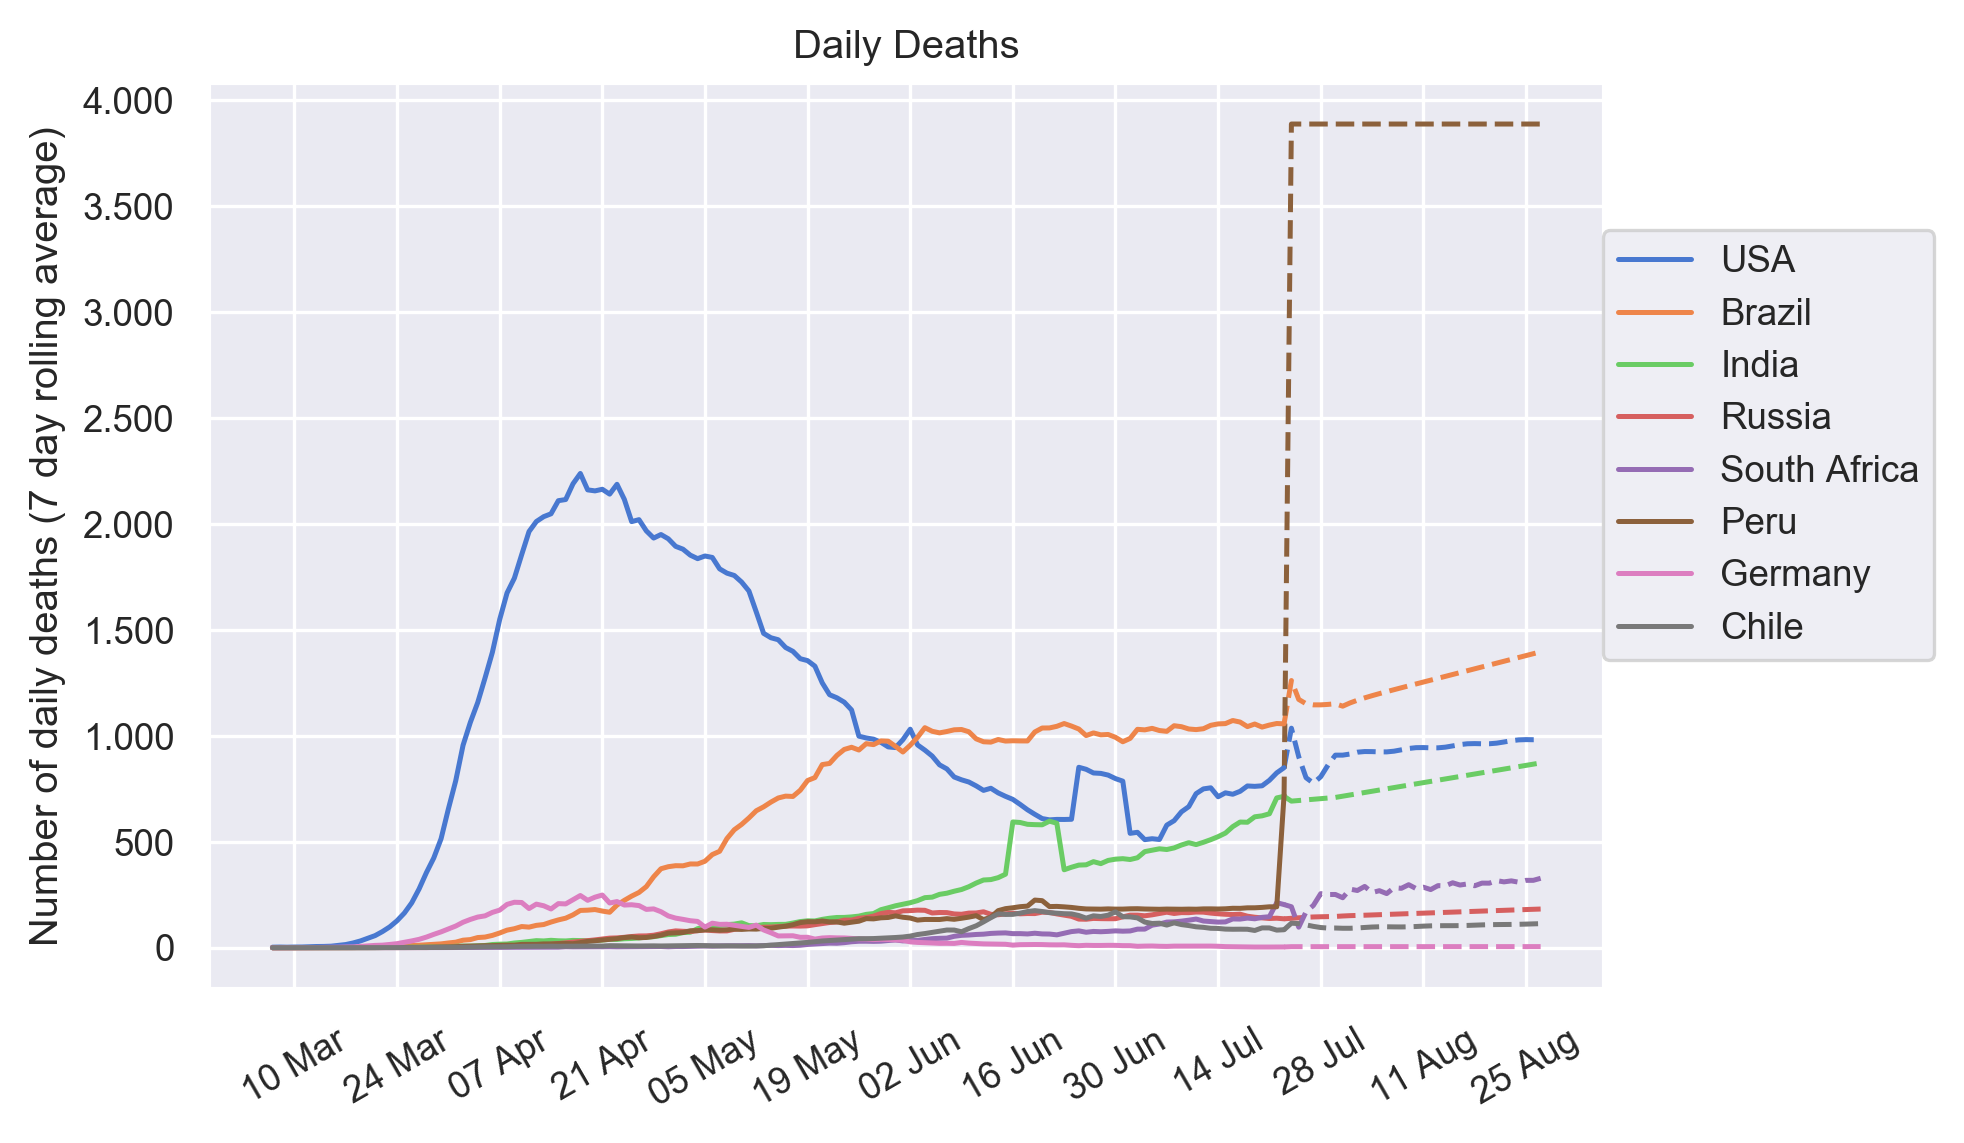 Daily Deaths
Number of daily deaths (7 day rolling average)
4.000
3.500
3.000
2.500
2.000
1.500
1.000
500
0
10 Mar
24 Mar
07 Apr
21 Apr
05 May
19 May
02 Jun
16 Jun
30 Jun
14 Jul
28 Jul
11 Aug
25 Aug
USA
Brazil
India
Russia
South Africa
Peru
Germany
Chile